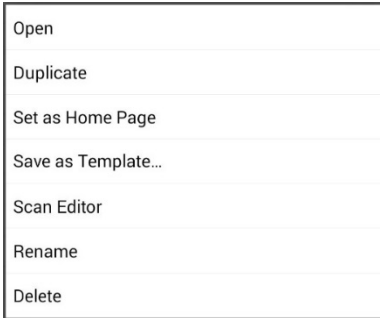 Open
Duplicate
Set as Home Page
Save as Template...
Scan Editor
Rename
Delete